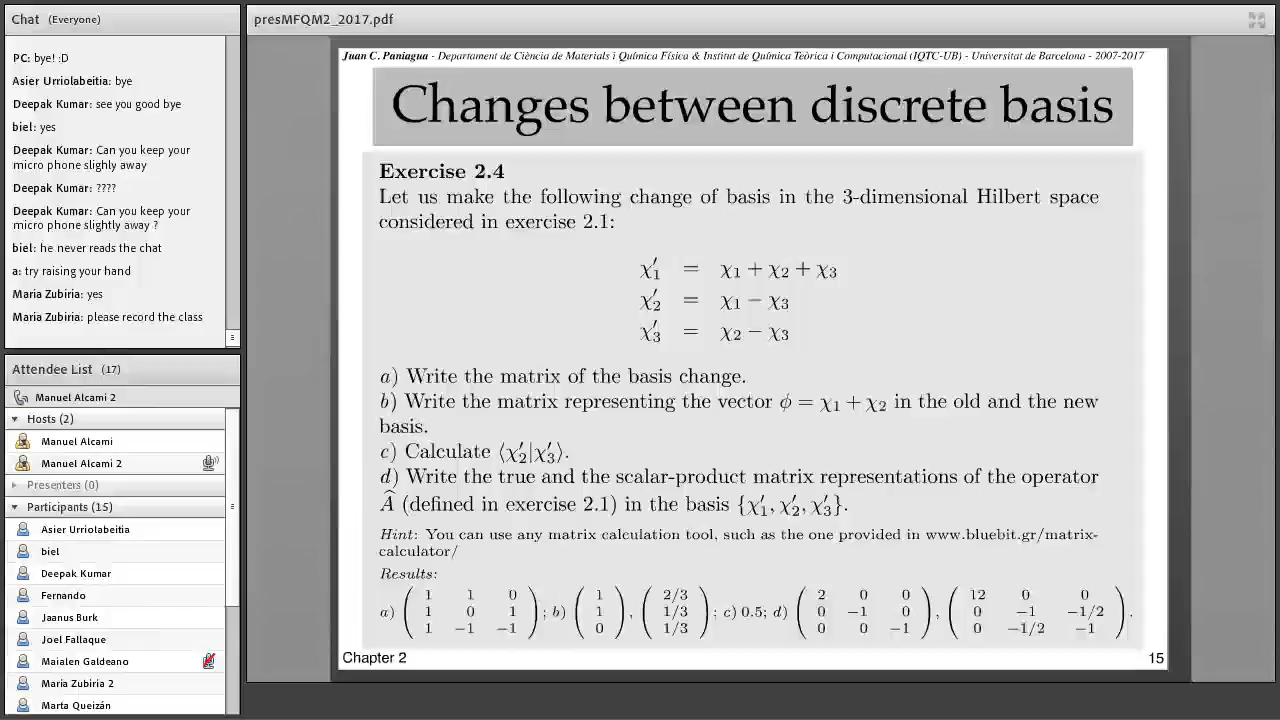 Chat (Everyone)
PC: bye! :D
Asier Urriolabeitia: bye
Deepak Kumar: see you good bye
biel: yes
Deepak Kumar: Can you keep your
micro phone slighly away
Deepak Kumar: ????
Deepak Kumar: Can you keep your
micro phone slightly away ?
biel: he never reads the chat
a: try raising your hand
Maria Zubiria: yes
Maria Zubiria: please record the class
Attendee List (17)
Manuel Alcami 2
Hosts (2)
Manuel Alcami
Manuel Alcami 2
Presenters (0)
Participants (15)
Asier Urriolabeitia
biel
Deepak Kumar
Fernando
Jaanus Burk
Joel Fallaque
Maialen Galdeano
Maria Zubiria 2
Marta Queizán
presMFQM2_2017.pdf
Juan C. Paniagua - Departament de Ciència de Materials i Química Física & Institut de Química Teòrica i Computacional (IQTC-UB) - Universitat de Barcelona - 2007-2017
Changes between discrete basis
Exercise 2.4
Let us make the following change of basis in the 3-dimensional Hilbert space
considered in exercise 2.1:
χ′₁ = χ₁ + χ₂ + χ₃
χ′₂ = χ₁ − χ₃
χ′₃ = χ₂ − χ₃
a) Write the matrix of the basis change.
b) Write the matrix representing the vector ϕ = χ₁ + χ₂ in the old and the new
basis.
c) Calculate ⟨χ′₂|χ′₃⟩.
d) Write the true and the scalar-product matrix representations of the operator
Â (defined in exercise 2.1) in the basis {χ′₁, χ′₂, χ′₃}.
Hint: You can use any matrix calculation tool, such as the one provided in www.bluebit.gr/matrix-
calculator/
Results:
1 1 0 1 2/3 2 0 0 12 0 0
a) ( 1 0 1 ); b) ( 1 ), ( 1/3 ); c) 0.5; d) ( 0 −1 0 ), ( 0 −1 −1/2 ).
1 −1 −1 0 1/3 0 0 −1 0 −1/2 −1
Chapter 2
15